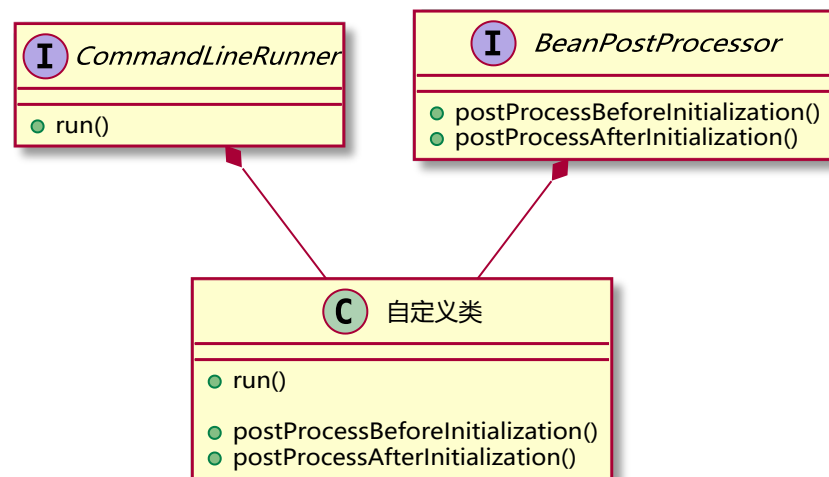 I CommandLineRunner
run()
I BeanPostProcessor
postProcessBeforeInitialization()
postProcessAfterInitialization()
C 自定义类
run()
postProcessBeforeInitialization()
postProcessAfterInitialization()